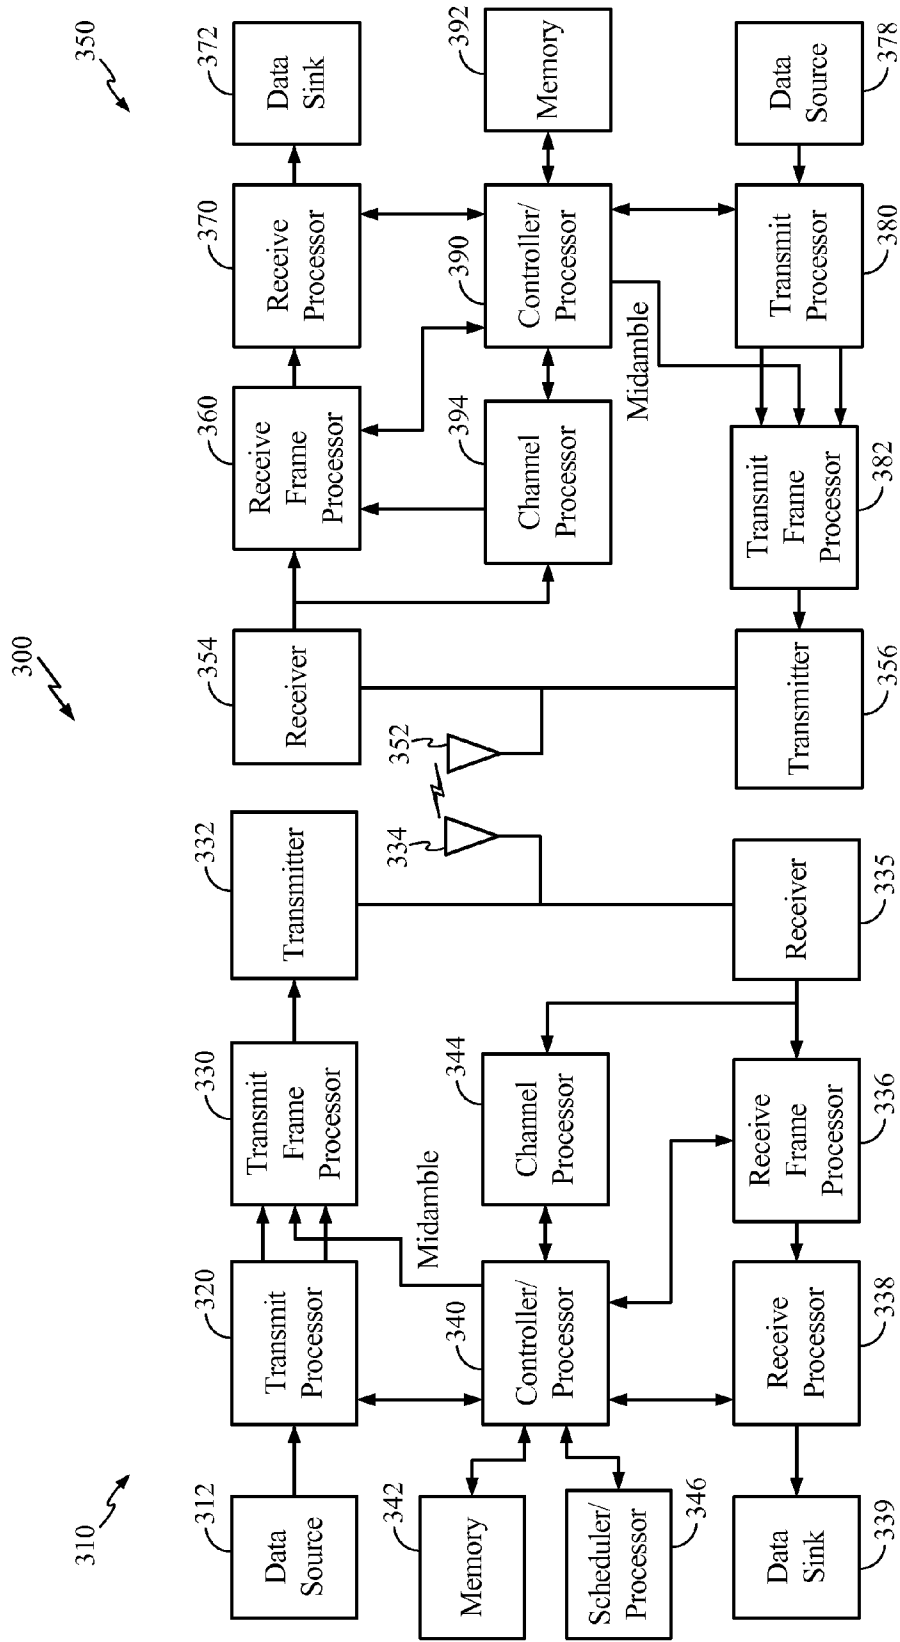 300
310
350
312
Data
Source
320
Transmit
Processor
330
Transmit
Frame
Processor
332
Transmitter
354
Receiver
360
Receive
Frame
Processor
370
Receive
Processor
372
Data
Sink
Midamble
334
352
342
Memory
340
Controller/
Processor
344
Channel
Processor
394
Channel
Processor
390
Controller/
Processor
392
Memory
346
Scheduler/
Processor
Midamble
Data
Sink
339
Receive
Processor
338
Receive
Frame
Processor
336
Receiver
335
Transmitter
356
Transmit
Frame
Processor
382
Transmit
Processor
380
Data
Source
378